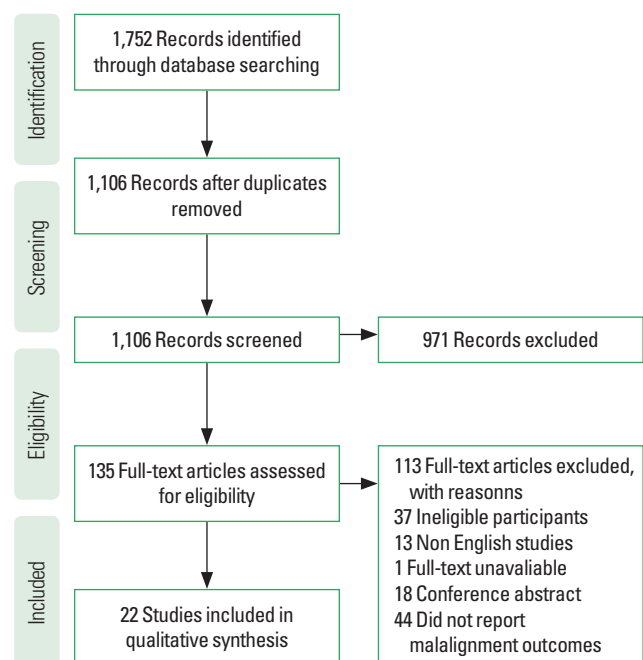 Identification
1,752 Records identified
through database searching
Screening
1,106 Records after duplicates
removed
1,106 Records screened
971 Records excluded
Eligibility
135 Full-text articles assessed
for eligibility
113 Full-text articles excluded,
with reasonns
37 Ineligible participants
13 Non English studies
1 Full-text unavaliable
18 Conference abstract
44 Did not report
malalignment outcomes
Included
22 Studies included in
qualitative synthesis